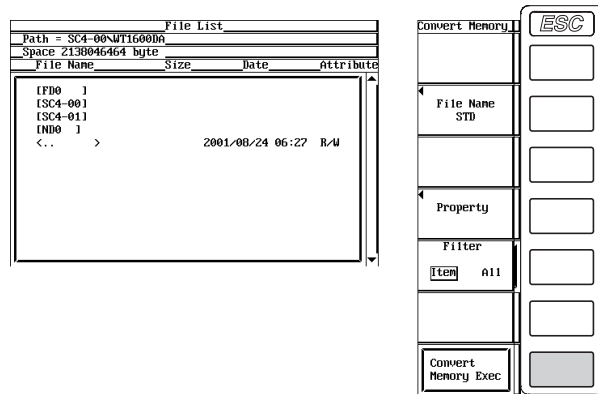 File List
Path = SC4-00\WT1600DA
Space 2138046464 byte
File Name Size Date Attribute
[FD0 ]
[SC4-00]
[SC4-01]
[ND0 ]
<.. > 2001/08/24 06:27 R/W
Convert Memory
ESC
File Name
STD
Property
Filter
Item All
Convert
Memory Exec